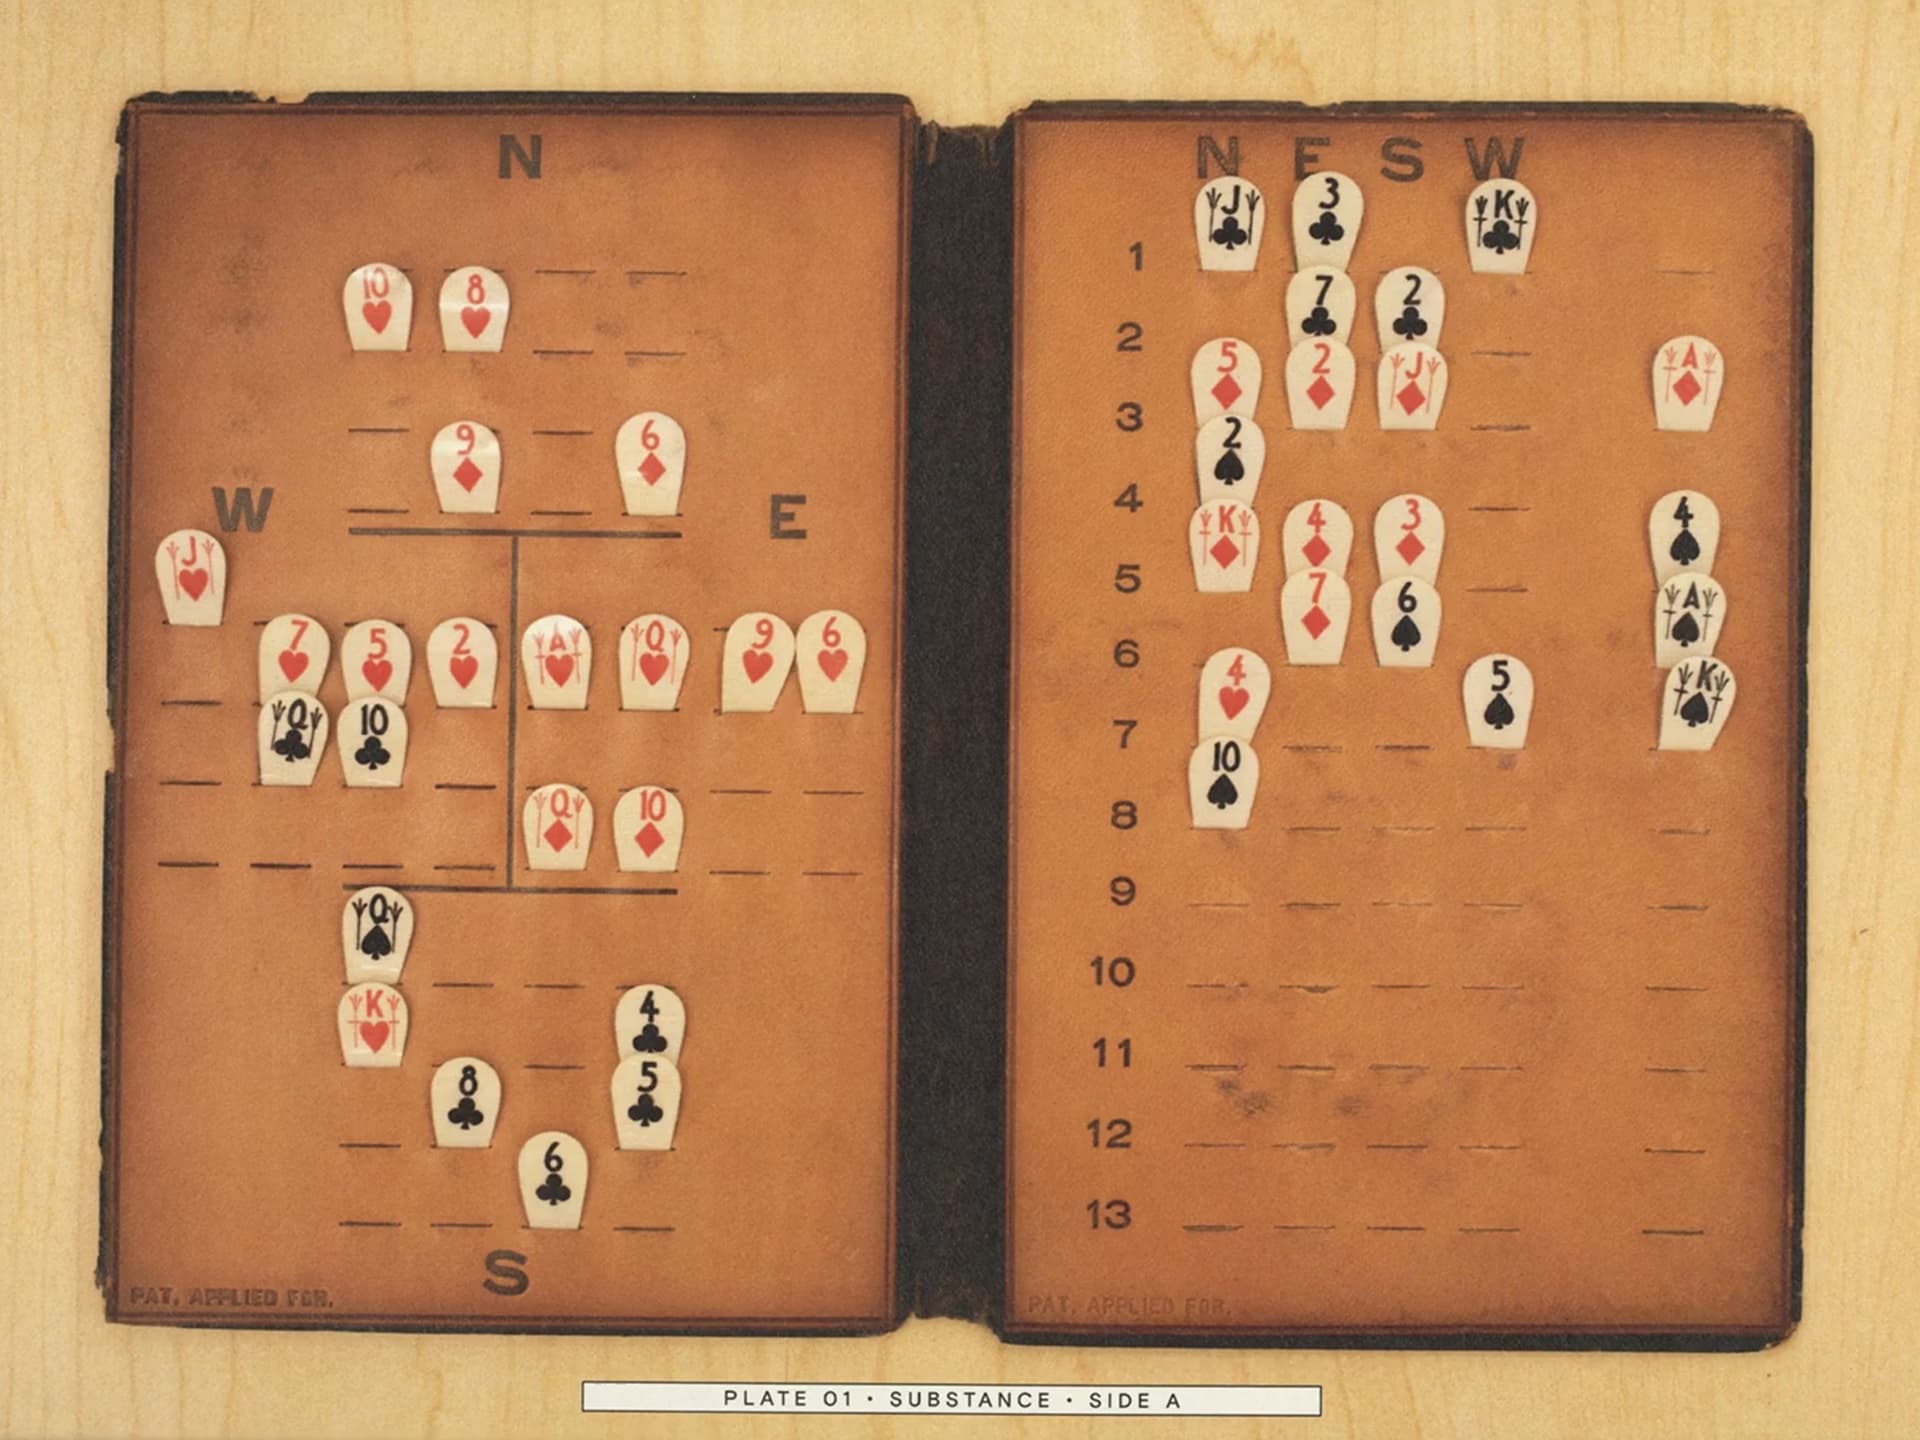 N
10 8
9 6
W E
J
7 5 2 A Q 9 6
Q 10
Q 10
Q
K 4
8 5
6
S
PAT. APPLIED FOR.
N E S W
J 3 K
1
7 2
2
5 2 J A
3
2
4
K 4 3 4
5
7 6 A
6
4 5 K
7
10
8
9
10
11
12
13
PAT. APPLIED FOR.
PLATE 01 · SUBSTANCE · SIDE A